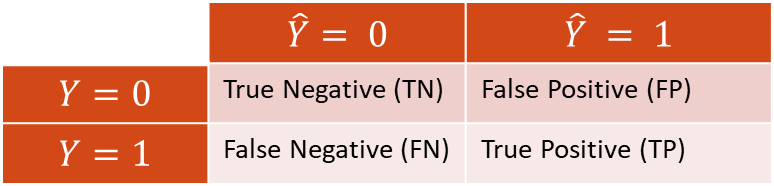 Ŷ = 0 Ŷ = 1
Y = 0 True Negative (TN) False Positive (FP)
Y = 1 False Negative (FN) True Positive (TP)